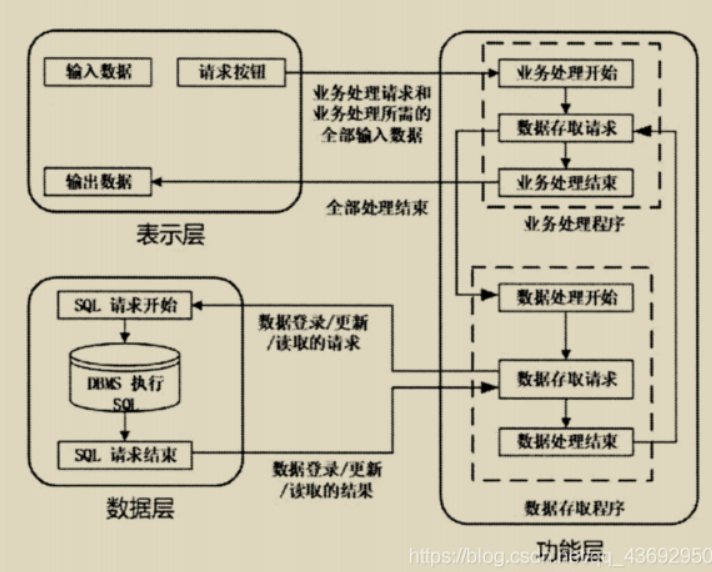 输入数据
请求按钮
业务处理请求和
业务处理所需的
全部输入数据
业务处理开始
数据存取请求
业务处理结束
输出数据
全部处理结束
业务处理程序
表示层
SQL 请求开始
DBMS 执行
SQL
SQL 请求结束
数据登录/更新
/读取的请求
数据登录/更新
/读取的结果
数据层
数据处理开始
数据存取请求
数据处理结束
数据存取程序
功能层
https://blog.csdn.net/qq_43692950